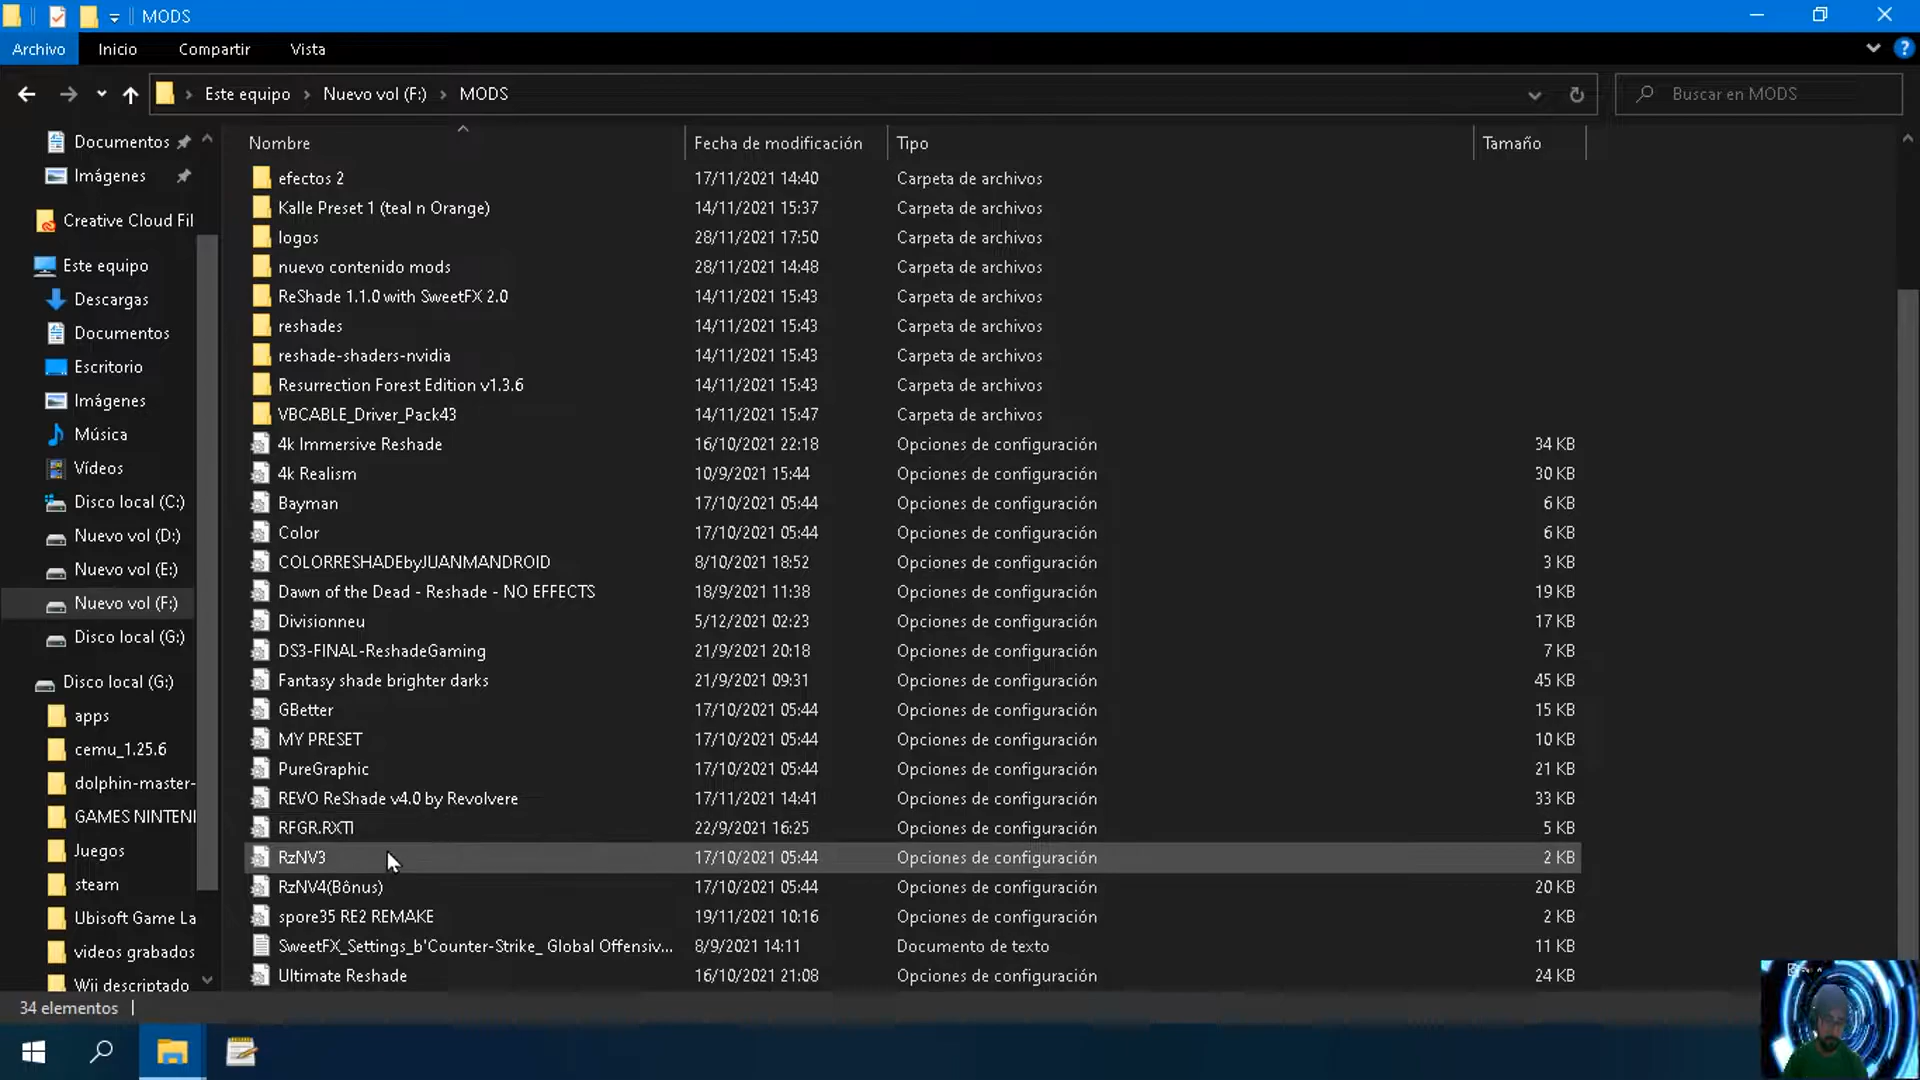 MODS
Archivo Inicio Compartir Vista
Este equipo > Nuevo vol (F:) > MODS
Buscar en MODS
Documentos
Imágenes
Creative Cloud Fil
Este equipo
Descargas
Documentos
Escritorio
Imágenes
Música
Vídeos
Disco local (C:)
Nuevo vol (D:)
Nuevo vol (E:)
Nuevo vol (F:)
Disco local (G:)
Disco local (G:)
apps
cemu_1.25.6
dolphin-master-
GAMES NINTEN
Juegos
steam
Ubisoft Game La
videos grabados
Wii descriptado
Nombre Fecha de modificación Tipo Tamaño
efectos 2 17/11/2021 14:40 Carpeta de archivos
Kalle Preset 1 (teal n Orange) 14/11/2021 15:37 Carpeta de archivos
logos 28/11/2021 17:50 Carpeta de archivos
nuevo contenido mods 28/11/2021 14:48 Carpeta de archivos
ReShade 1.1.0 with SweetFX 2.0 14/11/2021 15:43 Carpeta de archivos
reshades 14/11/2021 15:43 Carpeta de archivos
reshade-shaders-nvidia 14/11/2021 15:43 Carpeta de archivos
Resurrection Forest Edition v1.3.6 14/11/2021 15:43 Carpeta de archivos
VBCABLE_Driver_Pack43 14/11/2021 15:47 Carpeta de archivos
4k Immersive Reshade 16/10/2021 22:18 Opciones de configuración 34 KB
4k Realism 10/9/2021 15:44 Opciones de configuración 30 KB
Bayman 17/10/2021 05:44 Opciones de configuración 6 KB
Color 17/10/2021 05:44 Opciones de configuración 6 KB
COLORRESHADEbyJUANMANDROID 8/10/2021 18:52 Opciones de configuración 3 KB
Dawn of the Dead - Reshade - NO EFFECTS 18/9/2021 11:38 Opciones de configuración 19 KB
Divisionneu 5/12/2021 02:23 Opciones de configuración 17 KB
DS3-FINAL-ReshadeGaming 21/9/2021 20:18 Opciones de configuración 7 KB
Fantasy shade brighter darks 21/9/2021 09:31 Opciones de configuración 45 KB
GBetter 17/10/2021 05:44 Opciones de configuración 15 KB
MY PRESET 17/10/2021 05:44 Opciones de configuración 10 KB
PureGraphic 17/10/2021 05:44 Opciones de configuración 21 KB
REVO ReShade v4.0 by Revolvere 17/11/2021 14:41 Opciones de configuración 33 KB
RFGR.RXTI 22/9/2021 16:25 Opciones de configuración 5 KB
RzNV3 17/10/2021 05:44 Opciones de configuración 2 KB
RzNV4(Bônus) 17/10/2021 05:44 Opciones de configuración 20 KB
spore35 RE2 REMAKE 19/11/2021 10:16 Opciones de configuración 2 KB
SweetFX_Settings_b'Counter-Strike_ Global Offensiv... 8/9/2021 14:11 Documento de texto 11 KB
Ultimate Reshade 16/10/2021 21:08 Opciones de configuración 24 KB
34 elementos